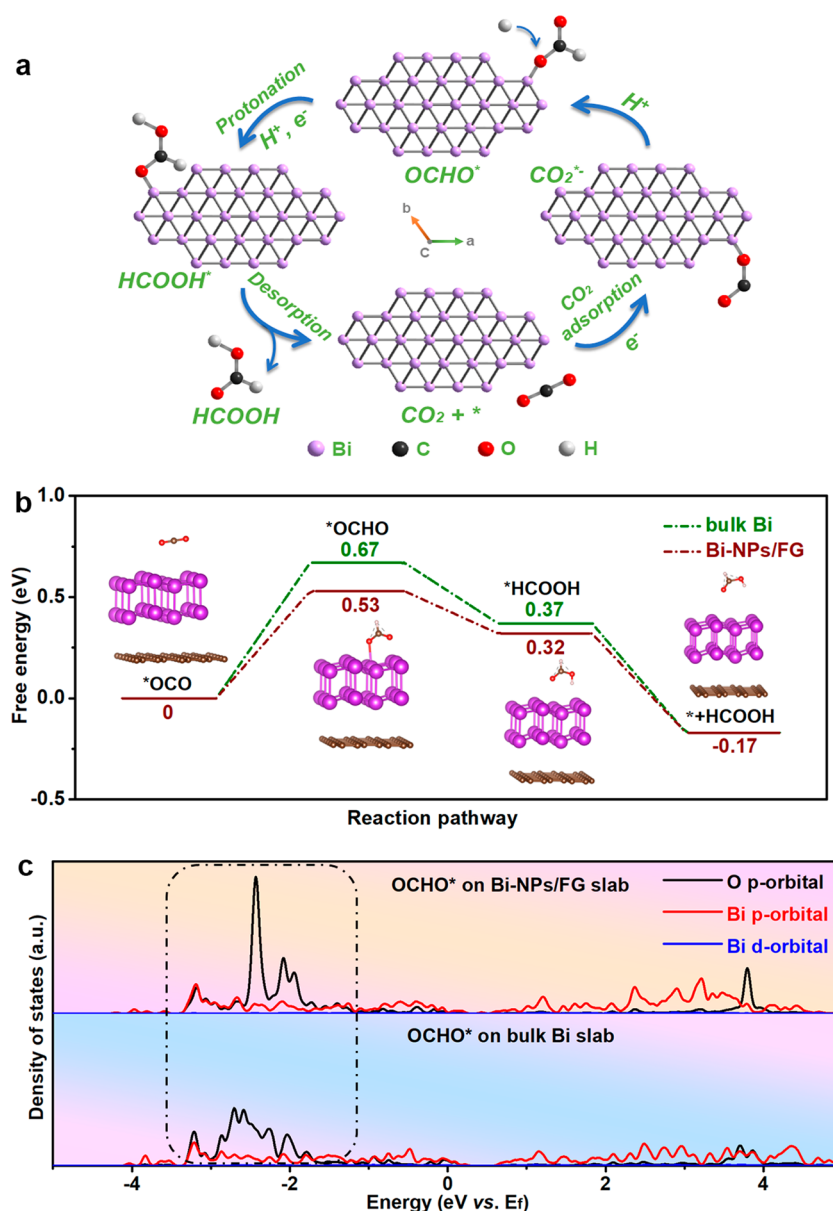 a
Protonation
H⁺, e⁻
H⁺
OCHO*
CO₂*⁻
b
a
C
HCOOH*
Desorption
CO₂
adsorption
e⁻
HCOOH
CO₂ + *
Bi C O H
b
1.0
0.5
0.0
-0.5
Free energy (eV)
*OCHO
0.67
0.53
bulk Bi
Bi-NPs/FG
*HCOOH
0.37
0.32
*OCO
0
*+HCOOH
-0.17
Reaction pathway
c
Density of states (a.u.)
OCHO* on Bi-NPs/FG slab
O p-orbital
Bi p-orbital
Bi d-orbital
OCHO* on bulk Bi slab
-4 -2 0 2 4
Energy (eV vs. Ef)